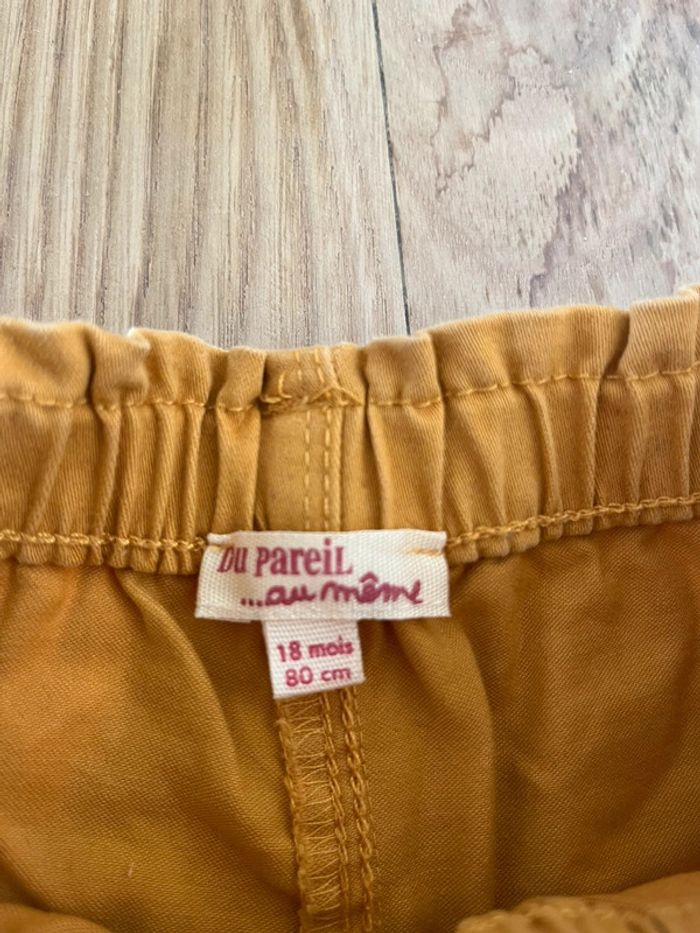 Du PareiL
...au même
18 mois
80 cm